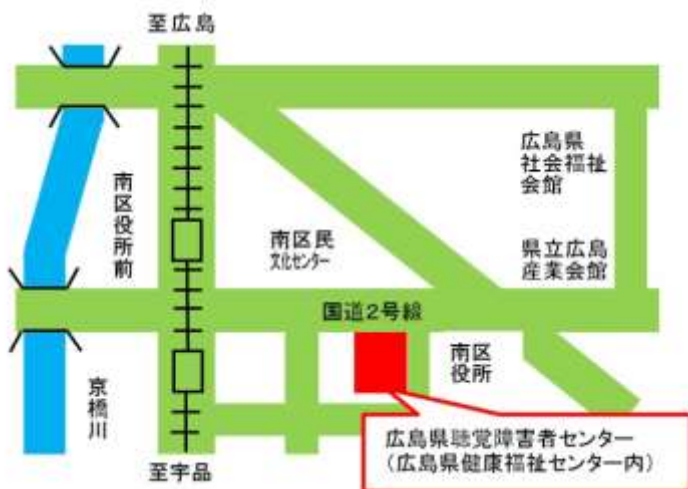 至広島
広島県
社会福祉
会館
南区役所前
南区民
文化センター
県立広島
産業会館
国道2号線
南区
役所
京橋川
広島県聴覚障害者センター
(広島県健康福祉センター内)
至宇品